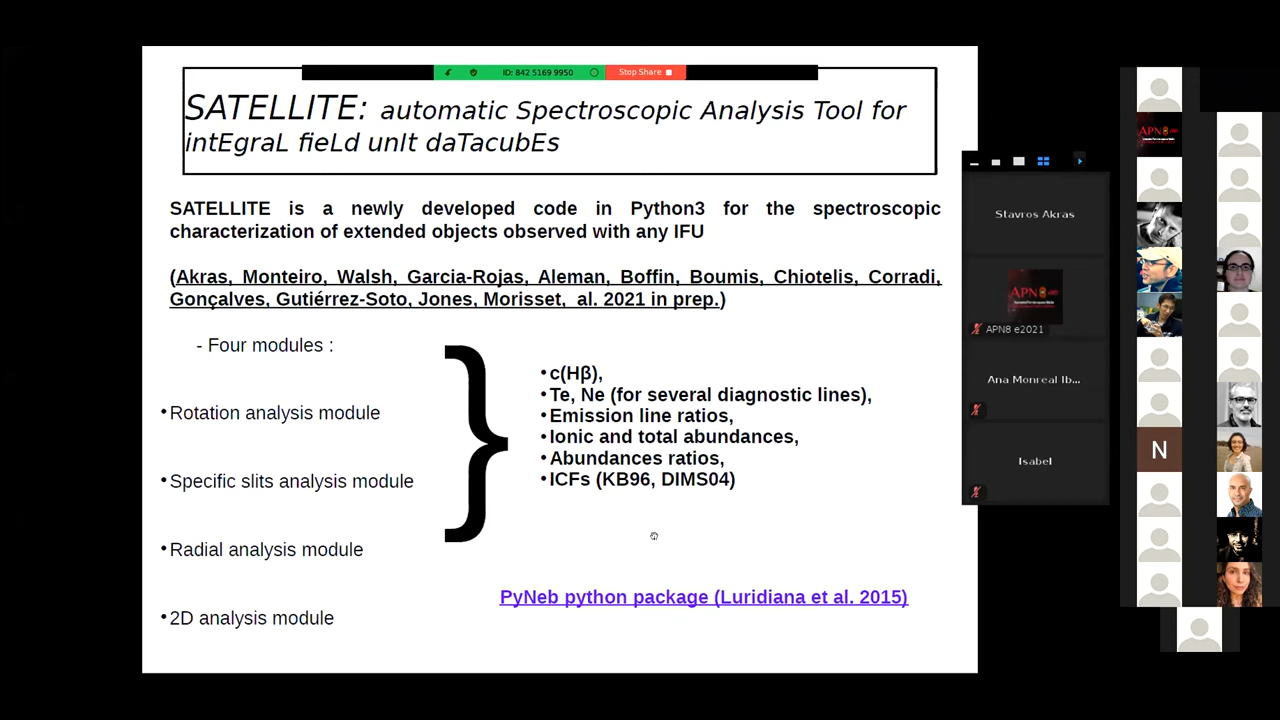 ID: 842 5169 9950
Stop Share
SATELLITE: automatic Spectroscopic Analysis Tool for
intEgraL fieLd unIt daTacubEs
SATELLITE is a newly developed code in Python3 for the spectroscopic
characterization of extended objects observed with any IFU
(Akras, Monteiro, Walsh, Garcia-Rojas, Aleman, Boffin, Boumis, Chiotelis, Corradi,
Gonçalves, Gutiérrez-Soto, Jones, Morisset, al. 2021 in prep.)
- Four modules :
•Rotation analysis module
•Specific slits analysis module
•Radial analysis module
•2D analysis module
}
•c(Hβ),
•Te, Ne (for several diagnostic lines),
•Emission line ratios,
•Ionic and total abundances,
•Abundances ratios,
•ICFs (KB96, DIMS04)
PyNeb python package (Luridiana et al. 2015)
Stavros Akras
APN8
APN8 e2021
Ana Monreal Ib...
Isabel
APN8
N